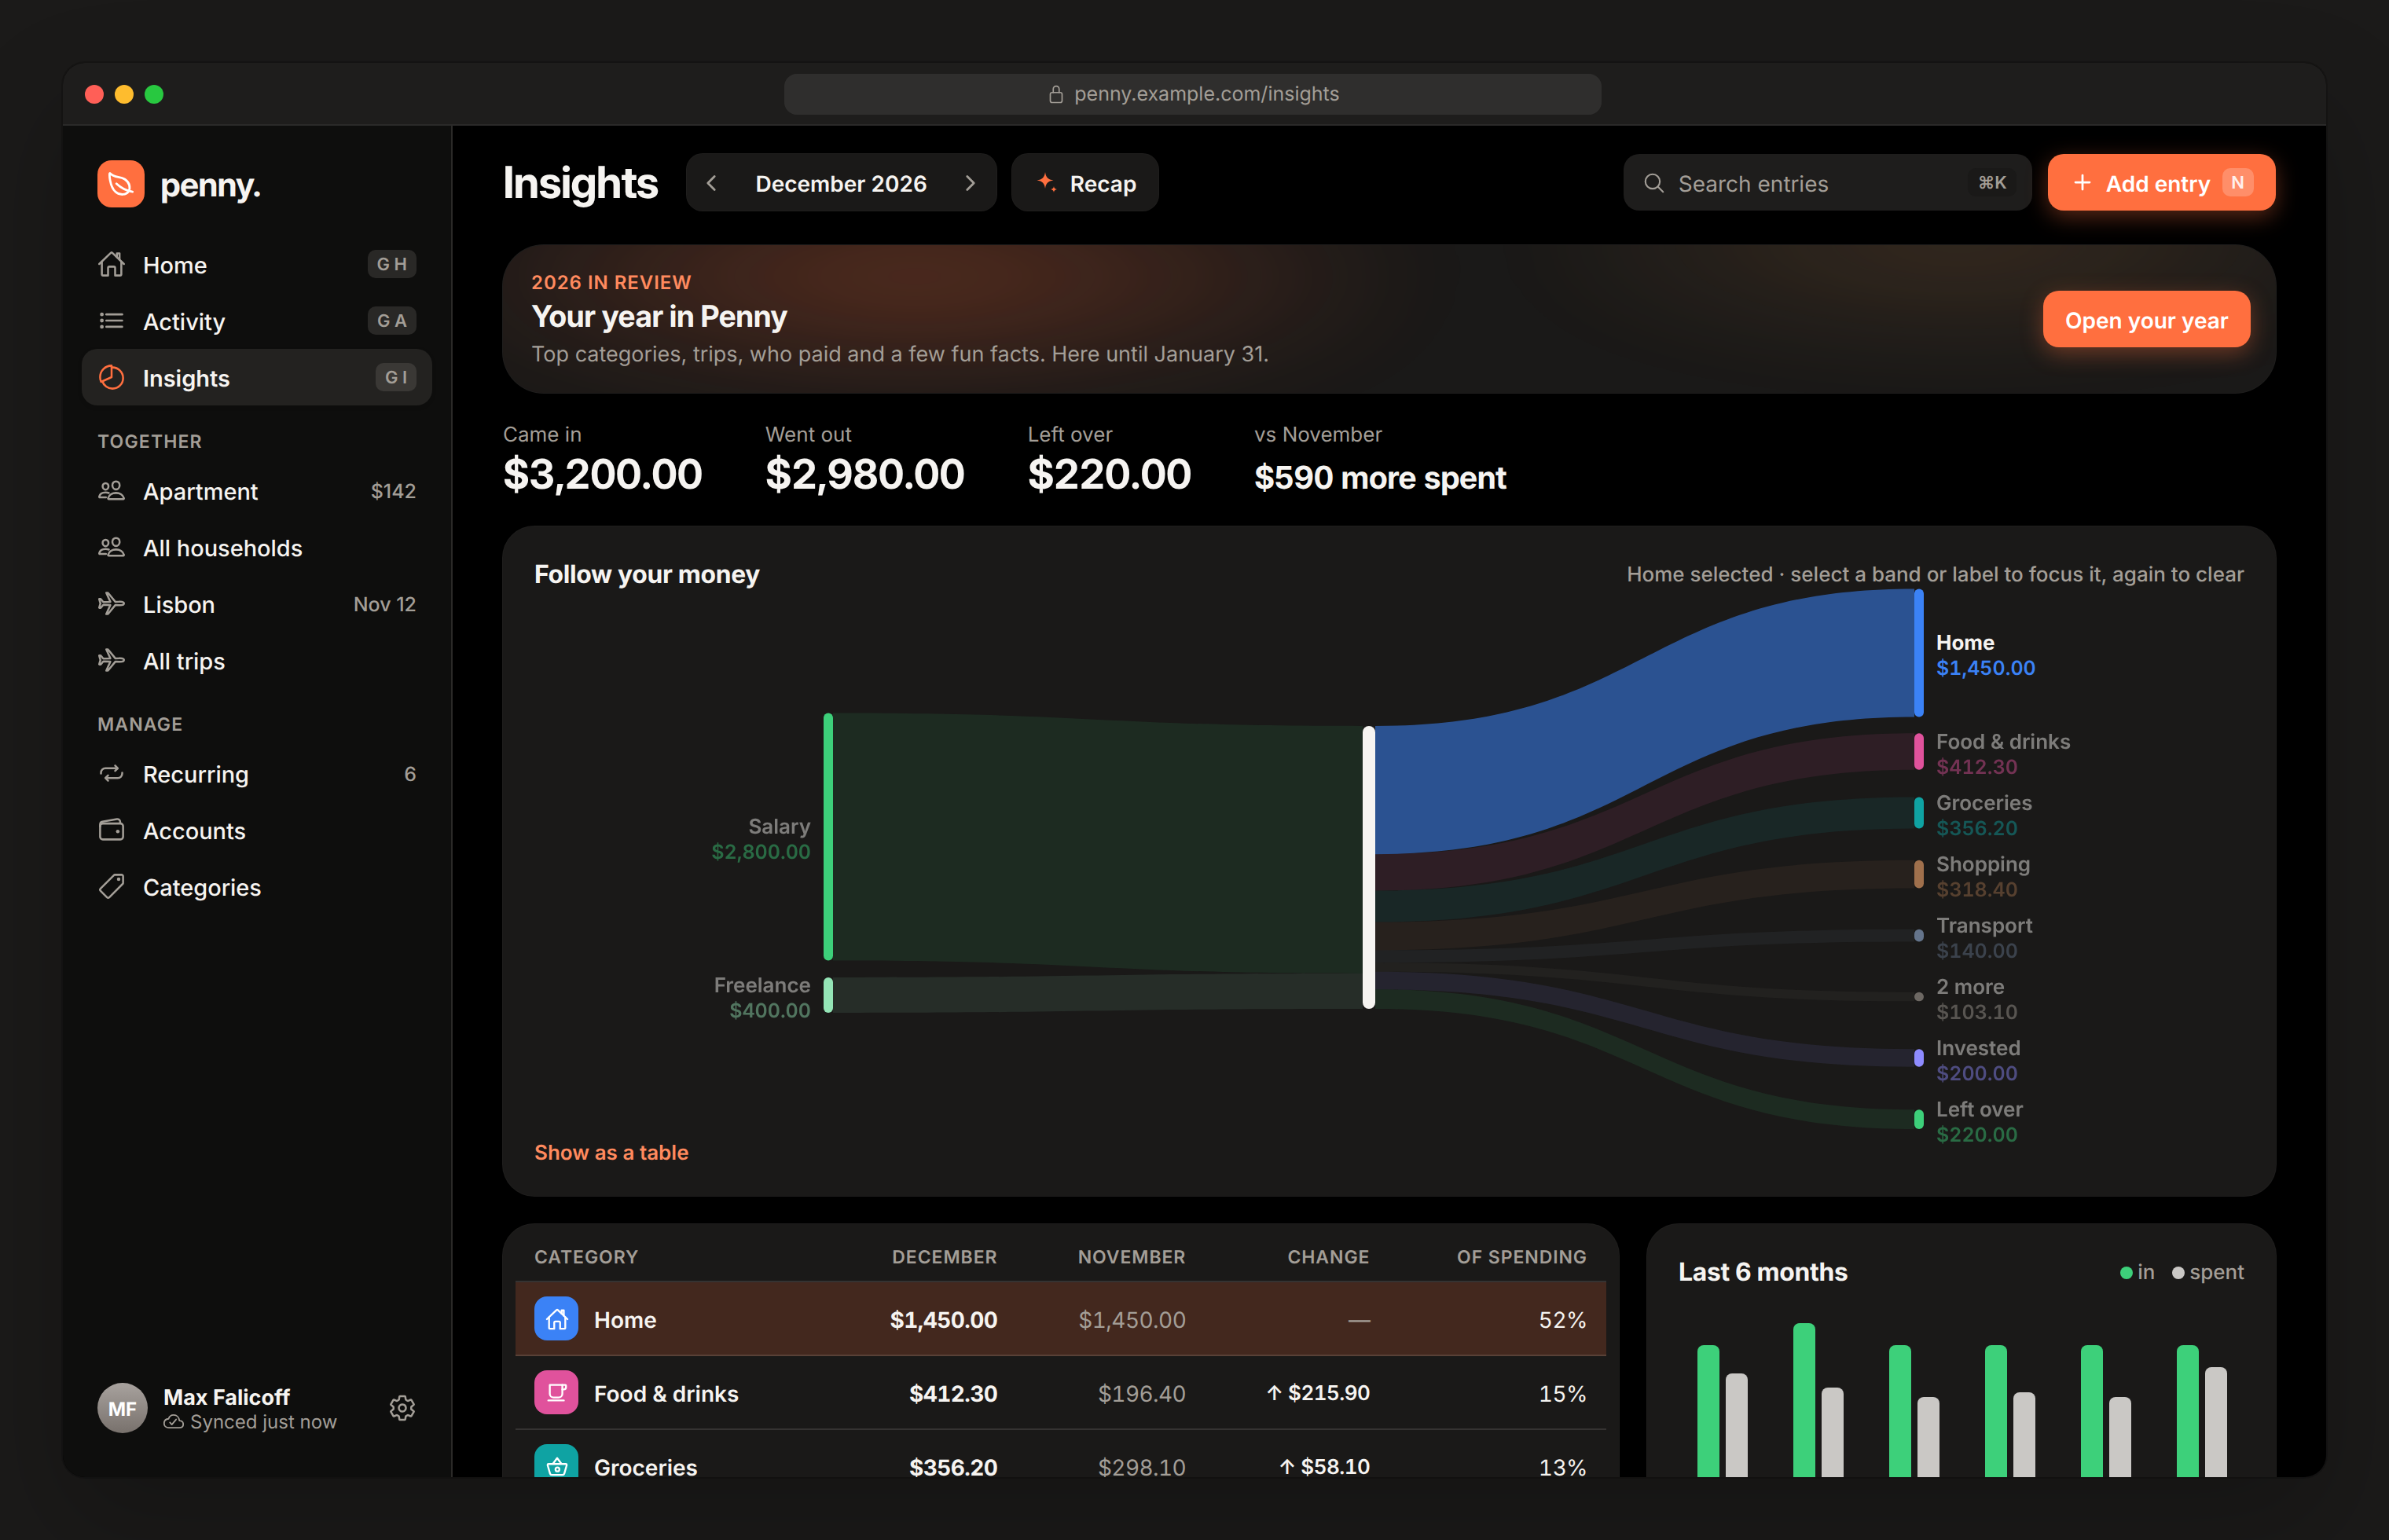 penny.example.com/insights
penny.
Home G H
Activity G A
Insights G I
TOGETHER
Apartment $142
All households
Lisbon Nov 12
All trips
MANAGE
Recurring 6
Accounts
Categories
MF
Max Falicoff
Synced just now
Insights
December 2026
Recap
Search entries ⌘K
Add entry N
2026 IN REVIEW
Your year in Penny
Top categories, trips, who paid and a few fun facts. Here until January 31.
Open your year
Came in
$3,200.00
Went out
$2,980.00
Left over
$220.00
vs November
$590 more spent
Follow your money
Home selected · select a band or label to focus it, again to clear
Salary
$2,800.00
Freelance
$400.00
Home
$1,450.00
Food & drinks
$412.30
Groceries
$356.20
Shopping
$318.40
Transport
$140.00
2 more
$103.10
Invested
$200.00
Left over
$220.00
Show as a table
CATEGORY DECEMBER NOVEMBER CHANGE OF SPENDING
Home $1,450.00 $1,450.00 — 52%
Food & drinks $412.30 $196.40 ↑ $215.90 15%
Groceries $356.20 $298.10 ↑ $58.10 13%
Last 6 months
in spent